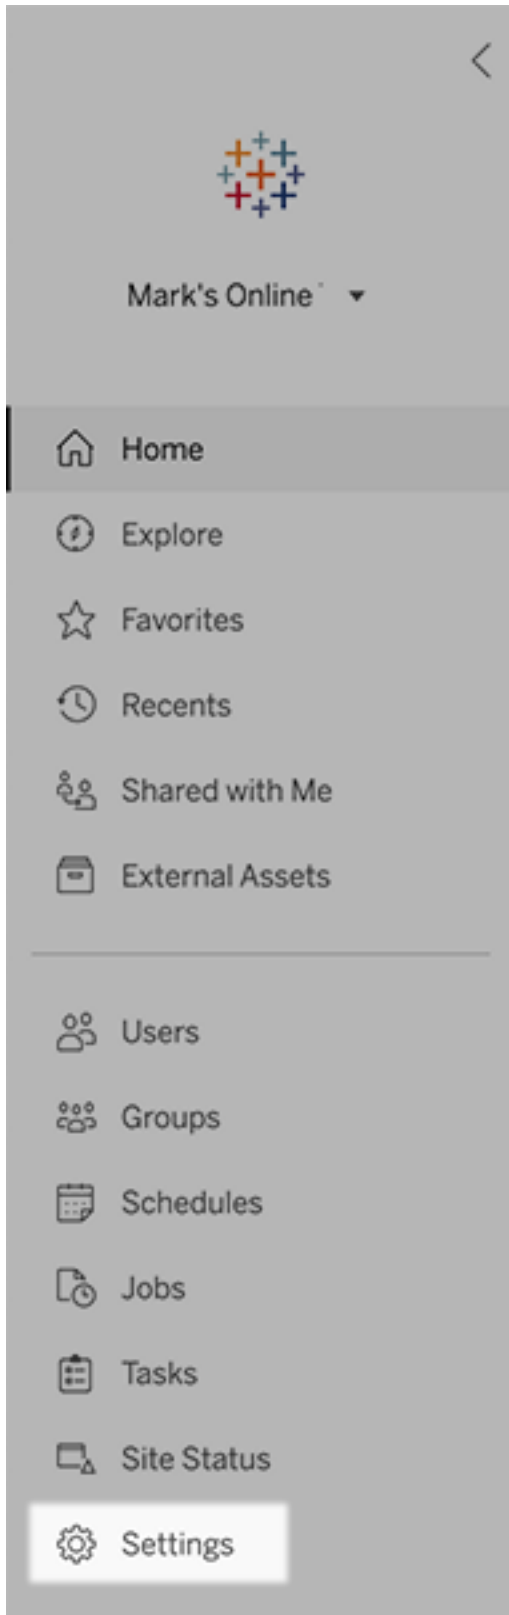 Mark's Online
Home
Explore
Favorites
Recents
Shared with Me
External Assets
Users
Groups
Schedules
Jobs
Tasks
Site Status
Settings